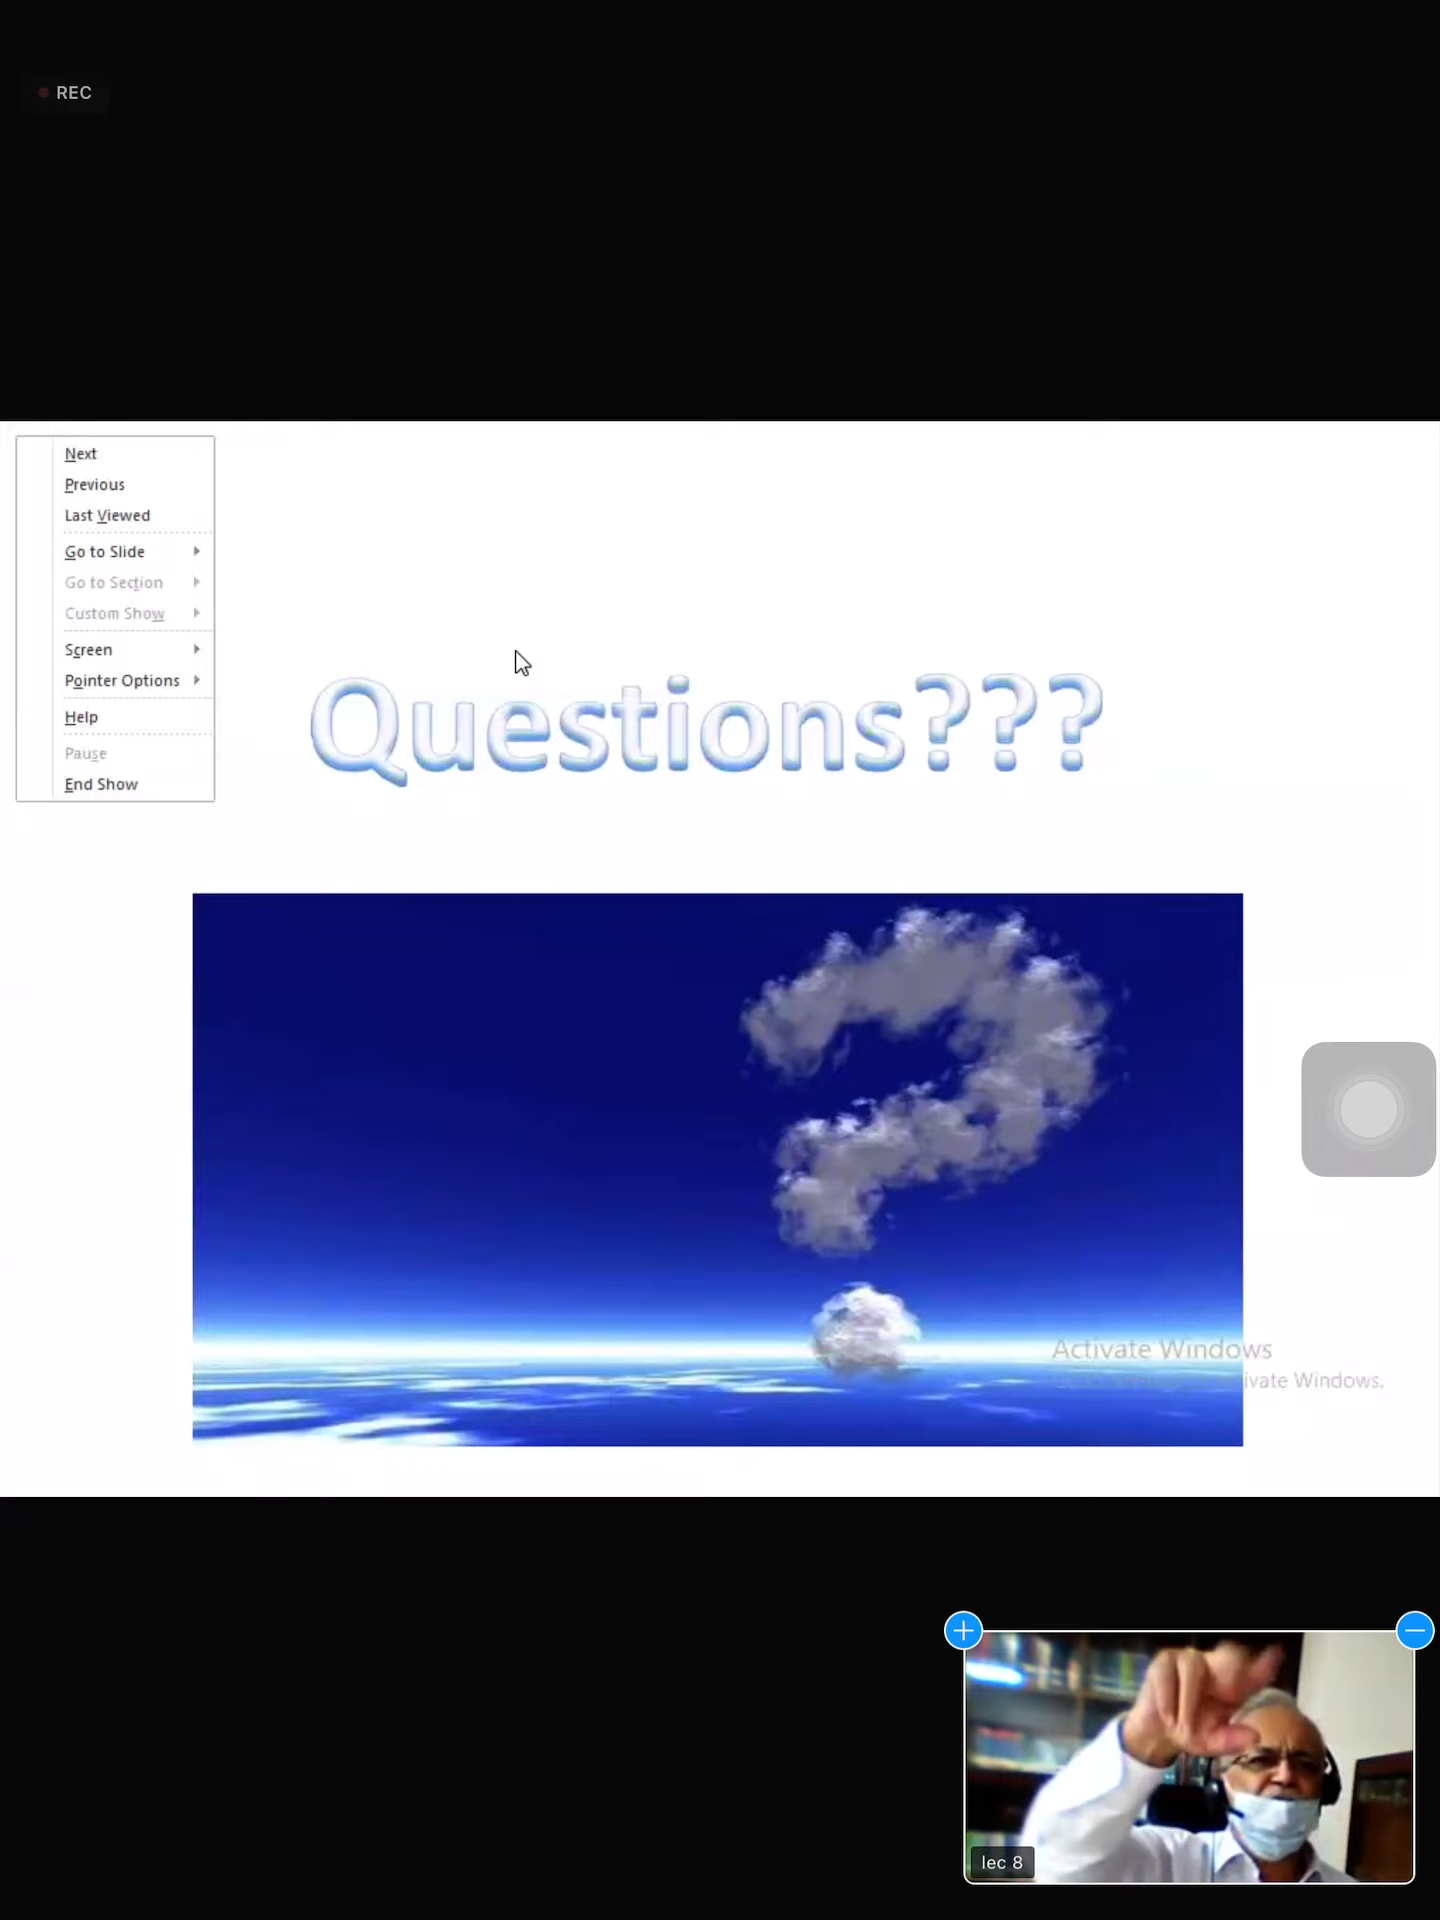 REC
Next
Previous
Last Viewed
Go to Slide
Go to Section
Custom Show
Screen
Pointer Options
Help
Pause
End Show
Questions???
Activate Windows
ivate Windows.
lec 8